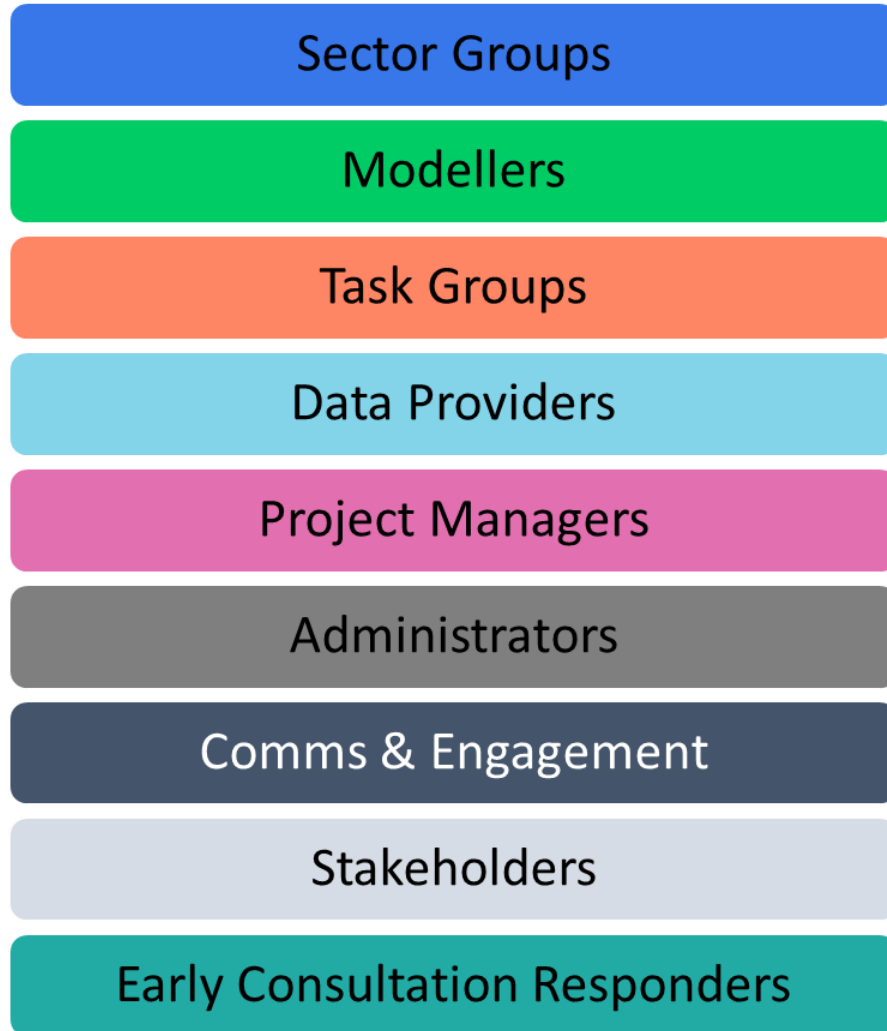 Sector Groups
Modellers
Task Groups
Data Providers
Project Managers
Administrators
Comms & Engagement
Stakeholders
Early Consultation Responders